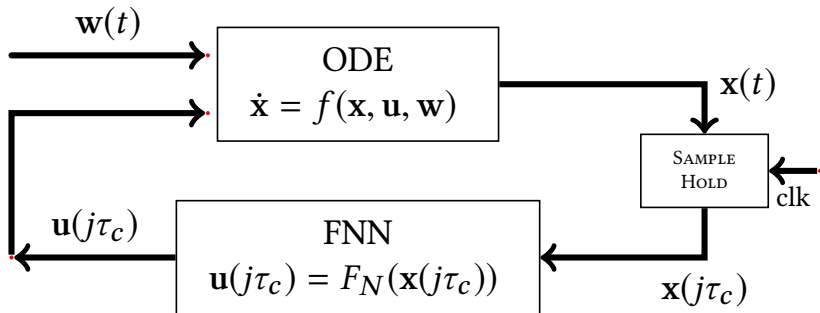 w(t)
ODE
ẋ = f(x, u, w)
x(t)
SAMPLE
HOLD
clk
u(jτ_c)
FNN
u(jτ_c) = F_N(x(jτ_c))
x(jτ_c)